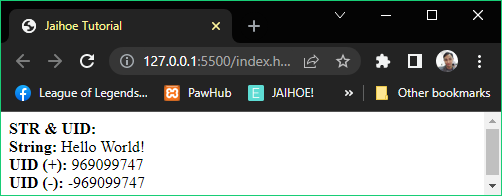 Jaihoe Tutorial
127.0.0.1:5500/index.h...
League of Legends... PawHub JAIHOE! » Other bookmarks
STR & UID:
String: Hello World!
UID (+): 969099747
UID (-): -969099747